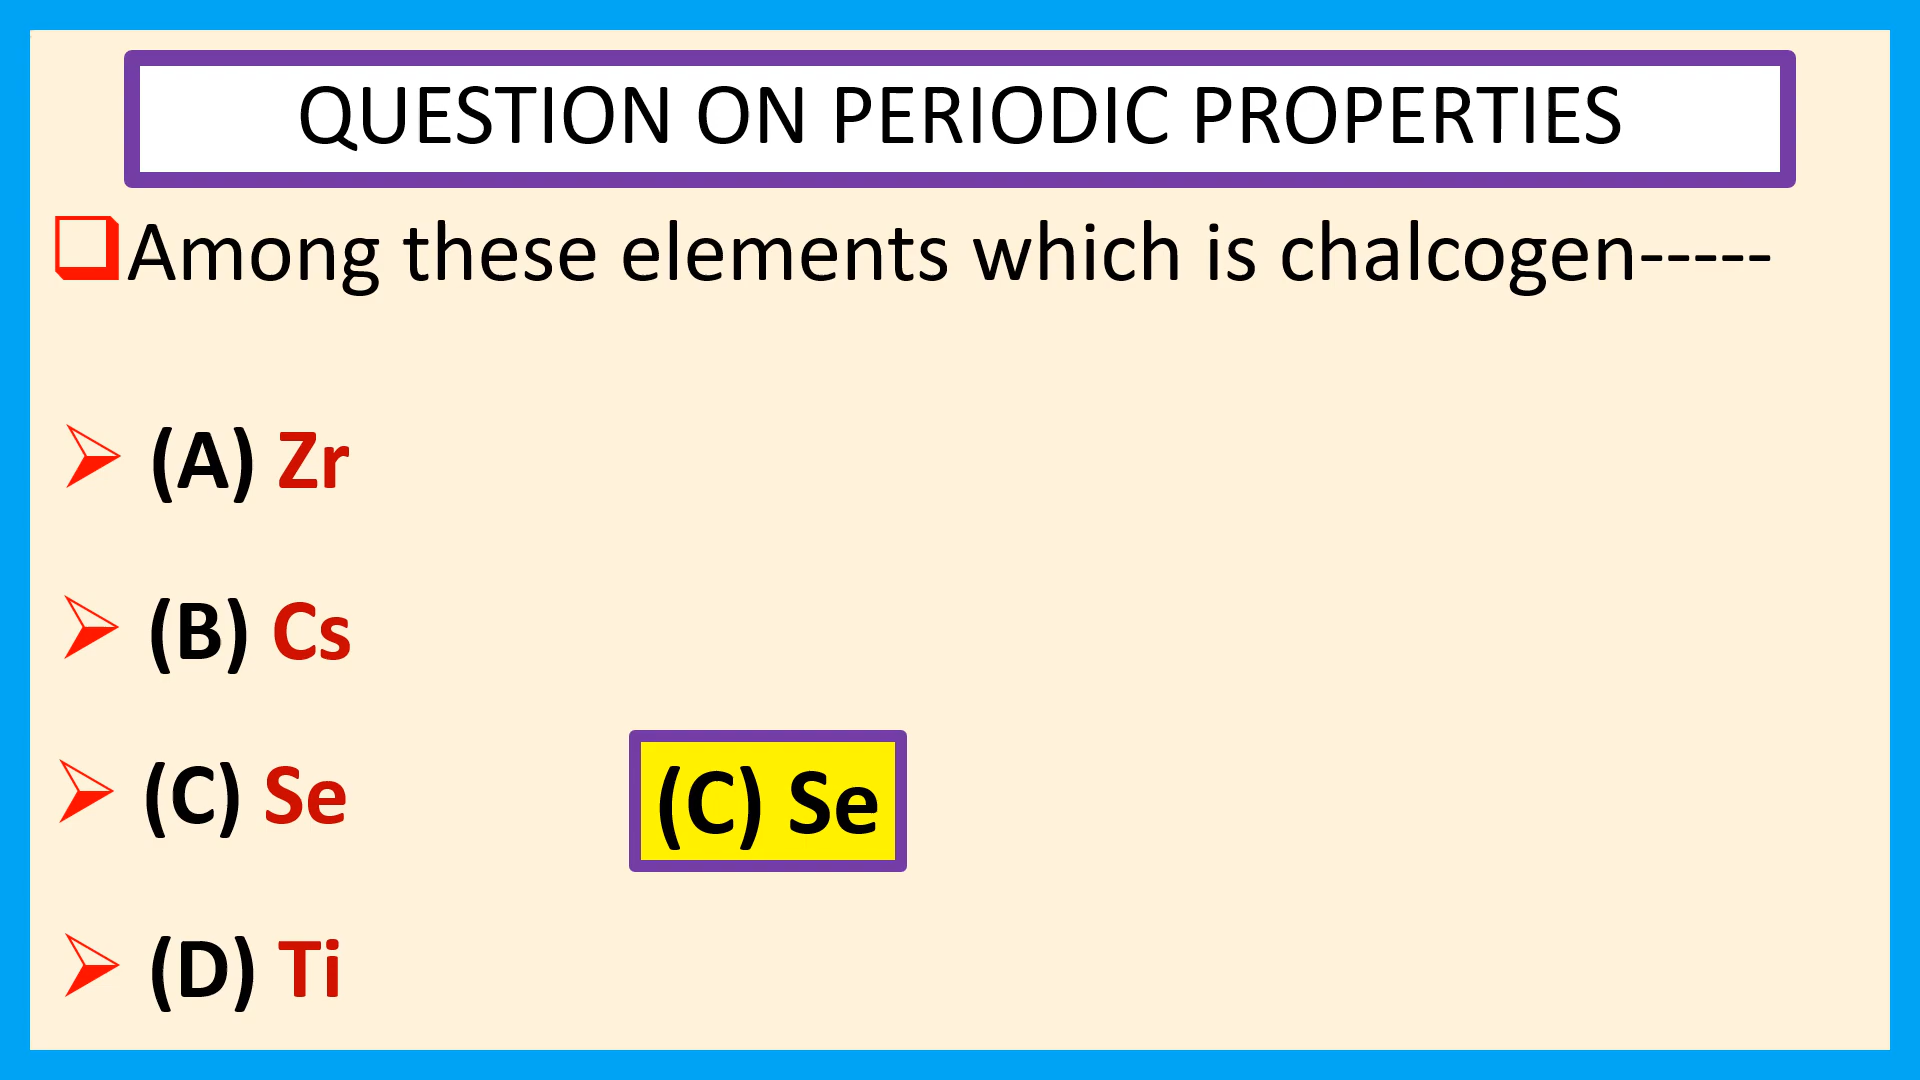 QUESTION ON PERIODIC PROPERTIES
Among these elements which is chalcogen-----
(A) Zr
(B) Cs
(C) Se
(C) Se
(D) Ti